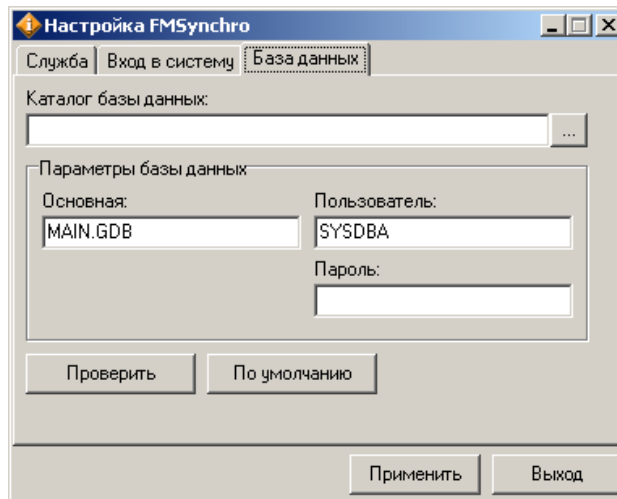 Настройка FMSynchro
Служба Вход в систему База данных
Каталог базы данных:
...
Параметры базы данных
Основная: Пользователь:
MAIN.GDB SYSDBA
Пароль:
Проверить По умолчанию
Применить Выход